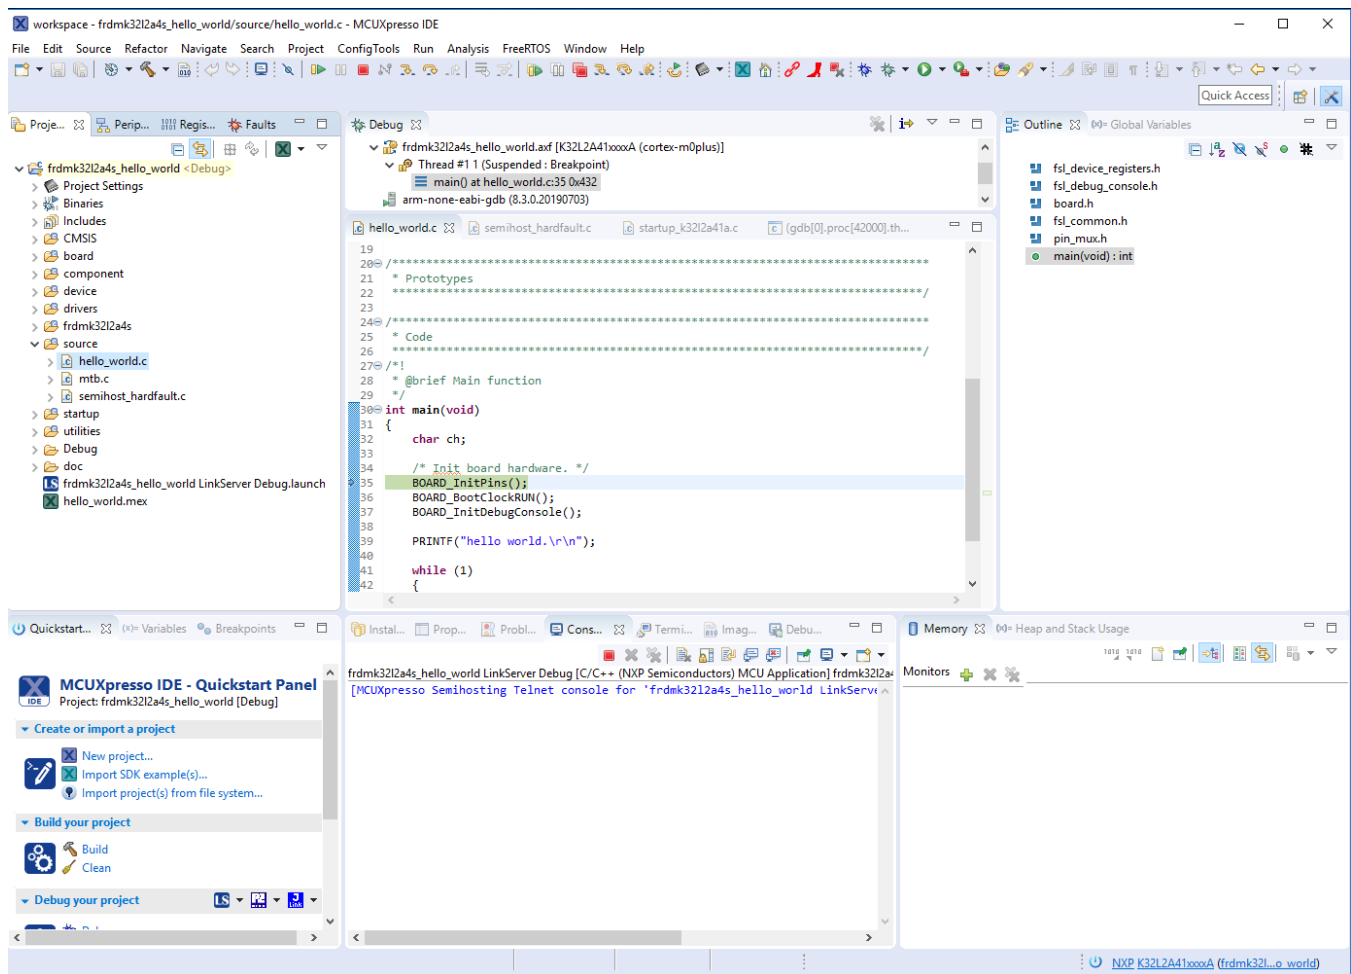 workspace - frdmk32l2a4s_hello_world/source/hello_world.c - MCUXpresso IDE
File Edit Source Refactor Navigate Search Project ConfigTools Run Analysis FreeRTOS Window Help
Quick Access
Proje... Perip... Regis... Faults
frdmk32l2a4s_hello_world <Debug>
Project Settings
Binaries
Includes
CMSIS
board
component
device
drivers
frdmk32l2a4s
source
hello_world.c
mtb.c
semihost_hardfault.c
startup
utilities
Debug
doc
frdmk32l2a4s_hello_world LinkServer Debug.launch
hello_world.mex
Debug
frdmk32l2a4s_hello_world.axf [K32L2A41xxxxA (cortex-m0plus)]
Thread #1 1 (Suspended : Breakpoint)
main() at hello_world.c:35 0x432
arm-none-eabi-gdb (8.3.0.20190703)
hello_world.c semihost_hardfault.c startup_k32l2a41a.c (gdb[0].proc[42000].th...
19
20 /******************************************************************************
21 * Prototypes
22 ******************************************************************************/
23
24 /******************************************************************************
25 * Code
26 ******************************************************************************/
27 /*!
28 * @brief Main function
29 */
30 int main(void)
31 {
32 char ch;
33
34 /* Init board hardware. */
35 BOARD_InitPins();
36 BOARD_BootClockRUN();
37 BOARD_InitDebugConsole();
38
39 PRINTF("hello world.\r\n");
40
41 while (1)
42 {
Outline Global Variables
fsl_device_registers.h
fsl_debug_console.h
board.h
fsl_common.h
pin_mux.h
main(void) : int
Quickstart... Variables Breakpoints
IDE
MCUXpresso IDE - Quickstart Panel
Project: frdmk32l2a4s_hello_world [Debug]
Create or import a project
New project...
Import SDK example(s)...
Import project(s) from file system...
Build your project
Build
Clean
Debug your project
Instal... Prop... Probl... Cons... Termi... Imag... Debu...
frdmk32l2a4s_hello_world LinkServer Debug [C/C++ (NXP Semiconductors) MCU Application] frdmk32l2a4
[MCUXpresso Semihosting Telnet console for 'frdmk32l2a4s_hello_world LinkServe
Memory Heap and Stack Usage
Monitors
NXP K32L2A41xxxxA (frdmk32l...o_world)